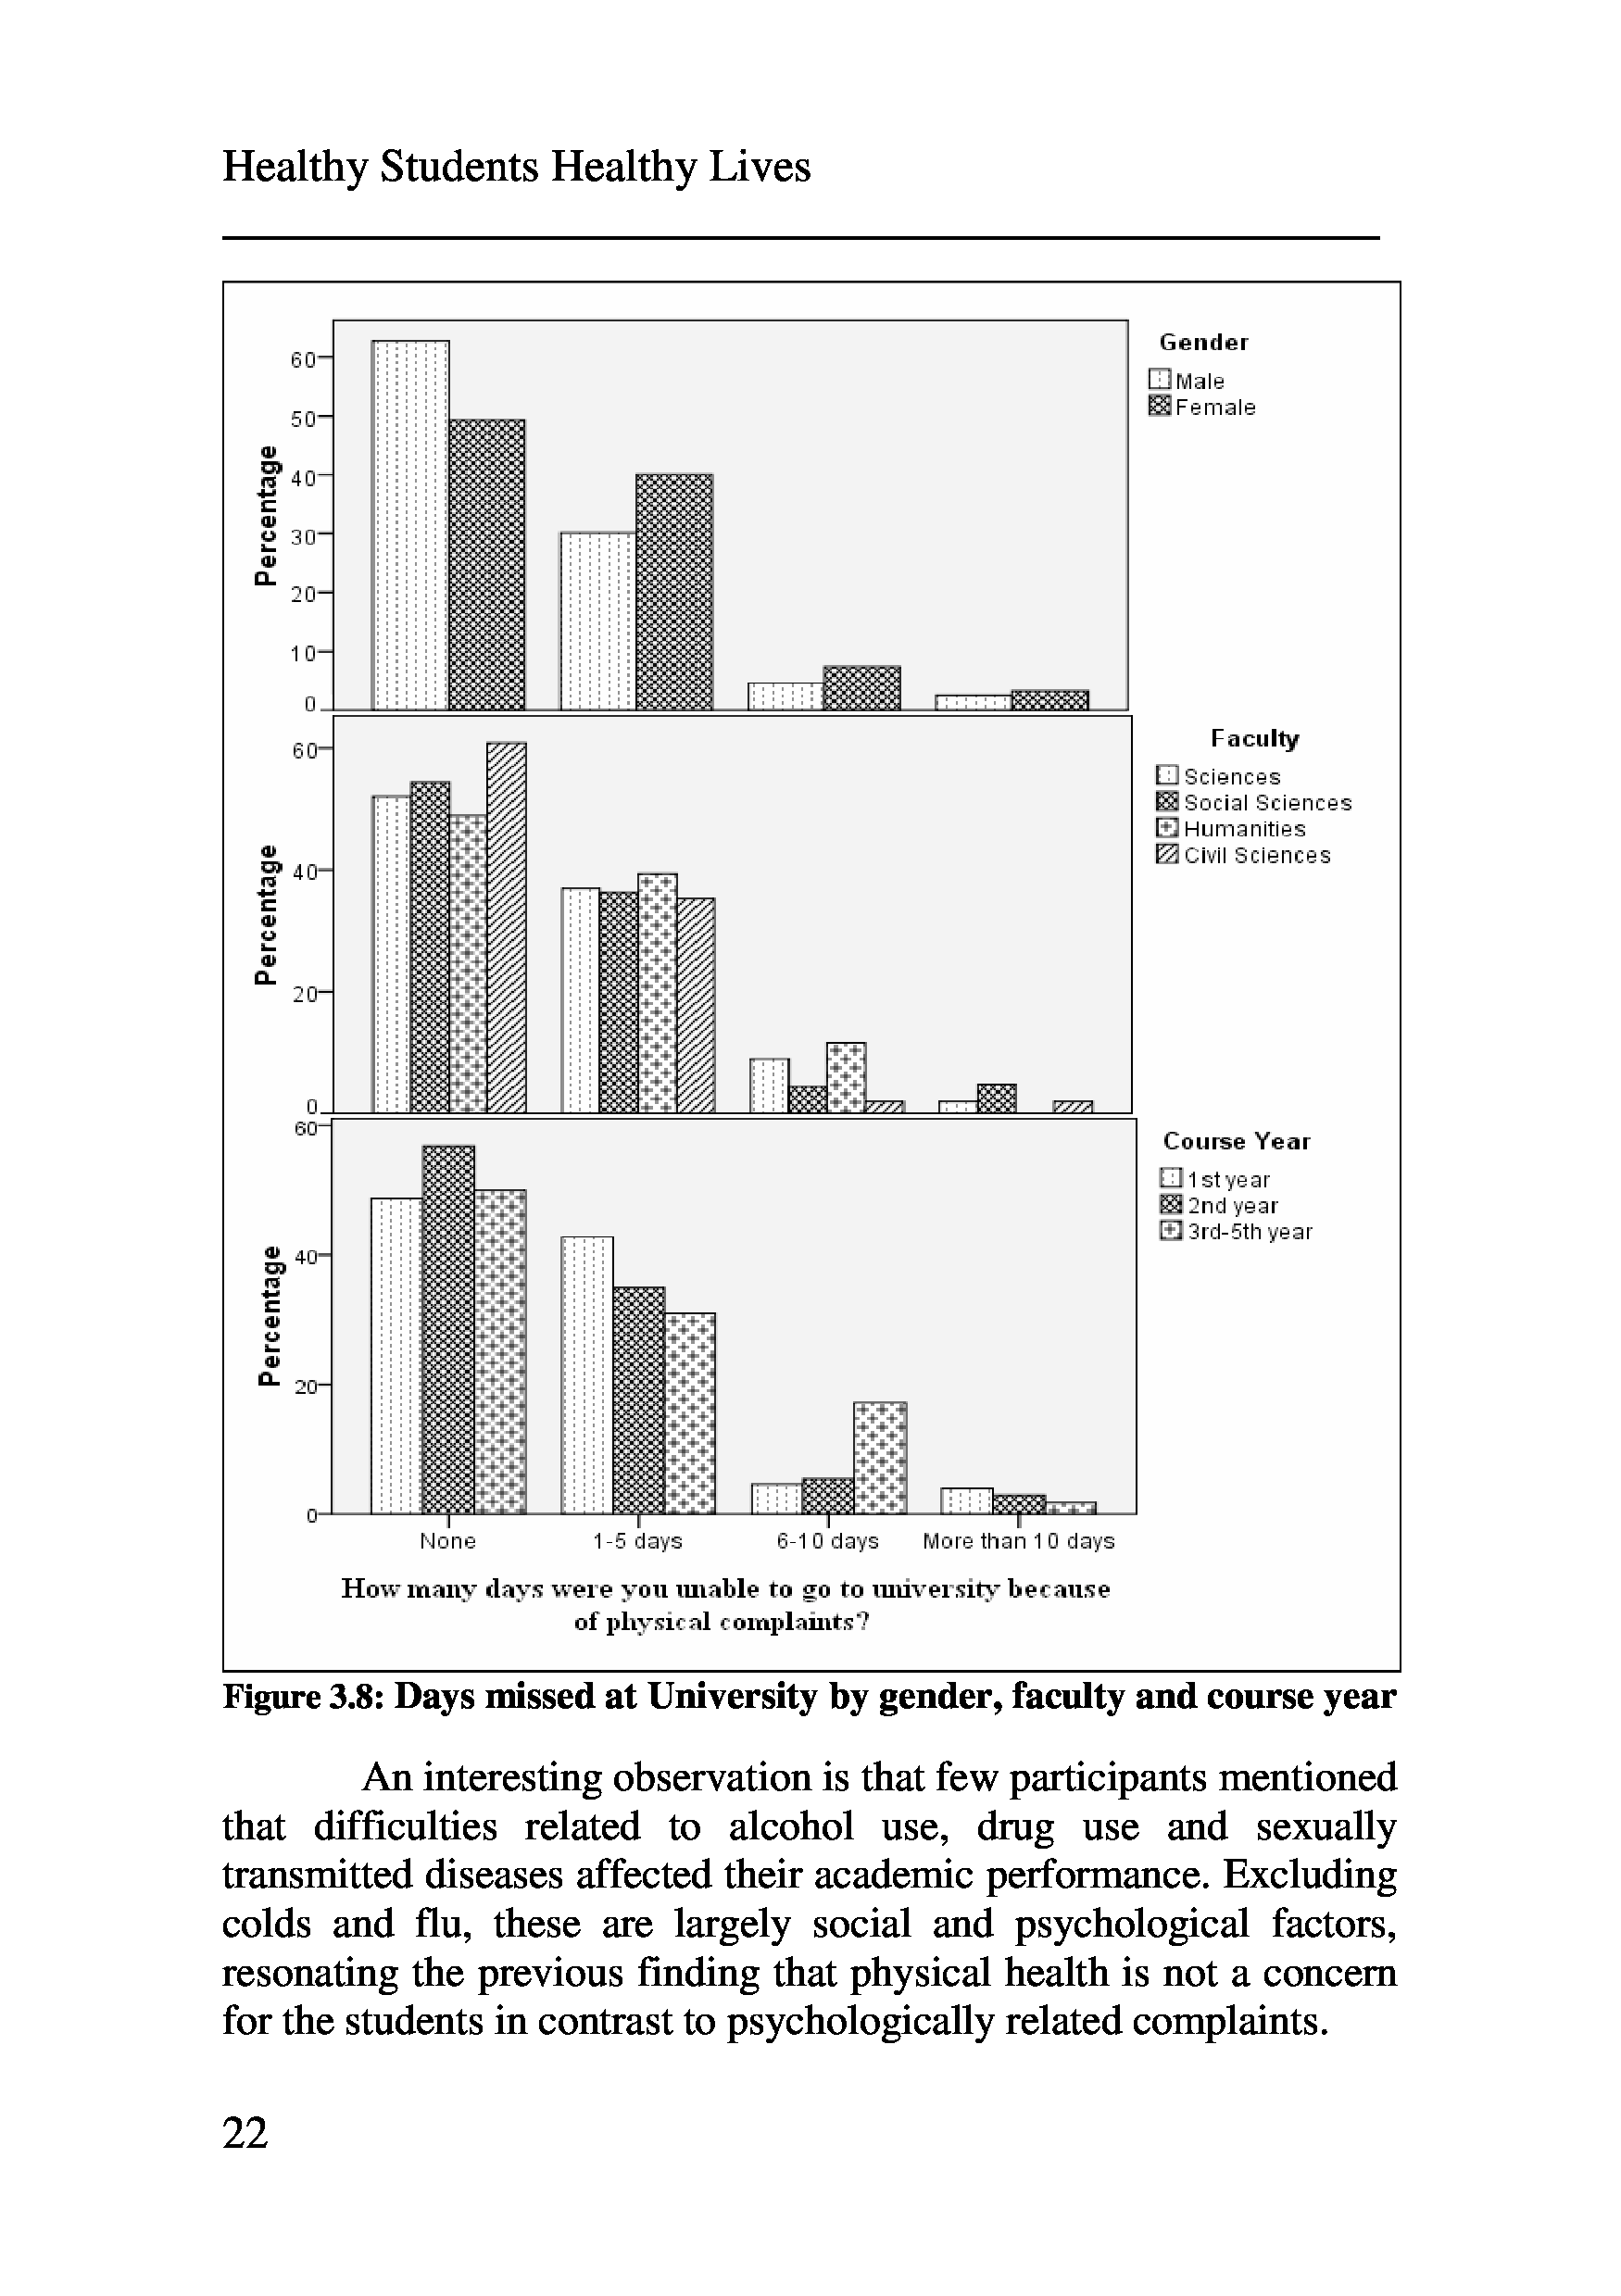 Healthy Students Healthy Lives
60
50
40
30
20
10
0
Percentage
Gender
Male
Female
60
40
20
0
Percentage
Faculty
Sciences
Social Sciences
Humanities
Civil Sciences
60
40
20
0
Percentage
Course Year
1st year
2nd year
3rd-5th year
None 1-5 days 6-10 days More than 10 days
How many days were you unable to go to university because
of physical complaints?
Figure 3.8: Days missed at University by gender, faculty and course year
An interesting observation is that few participants mentioned
that difficulties related to alcohol use, drug use and sexually
transmitted diseases affected their academic performance. Excluding
colds and flu, these are largely social and psychological factors,
resonating the previous finding that physical health is not a concern
for the students in contrast to psychologically related complaints.
22